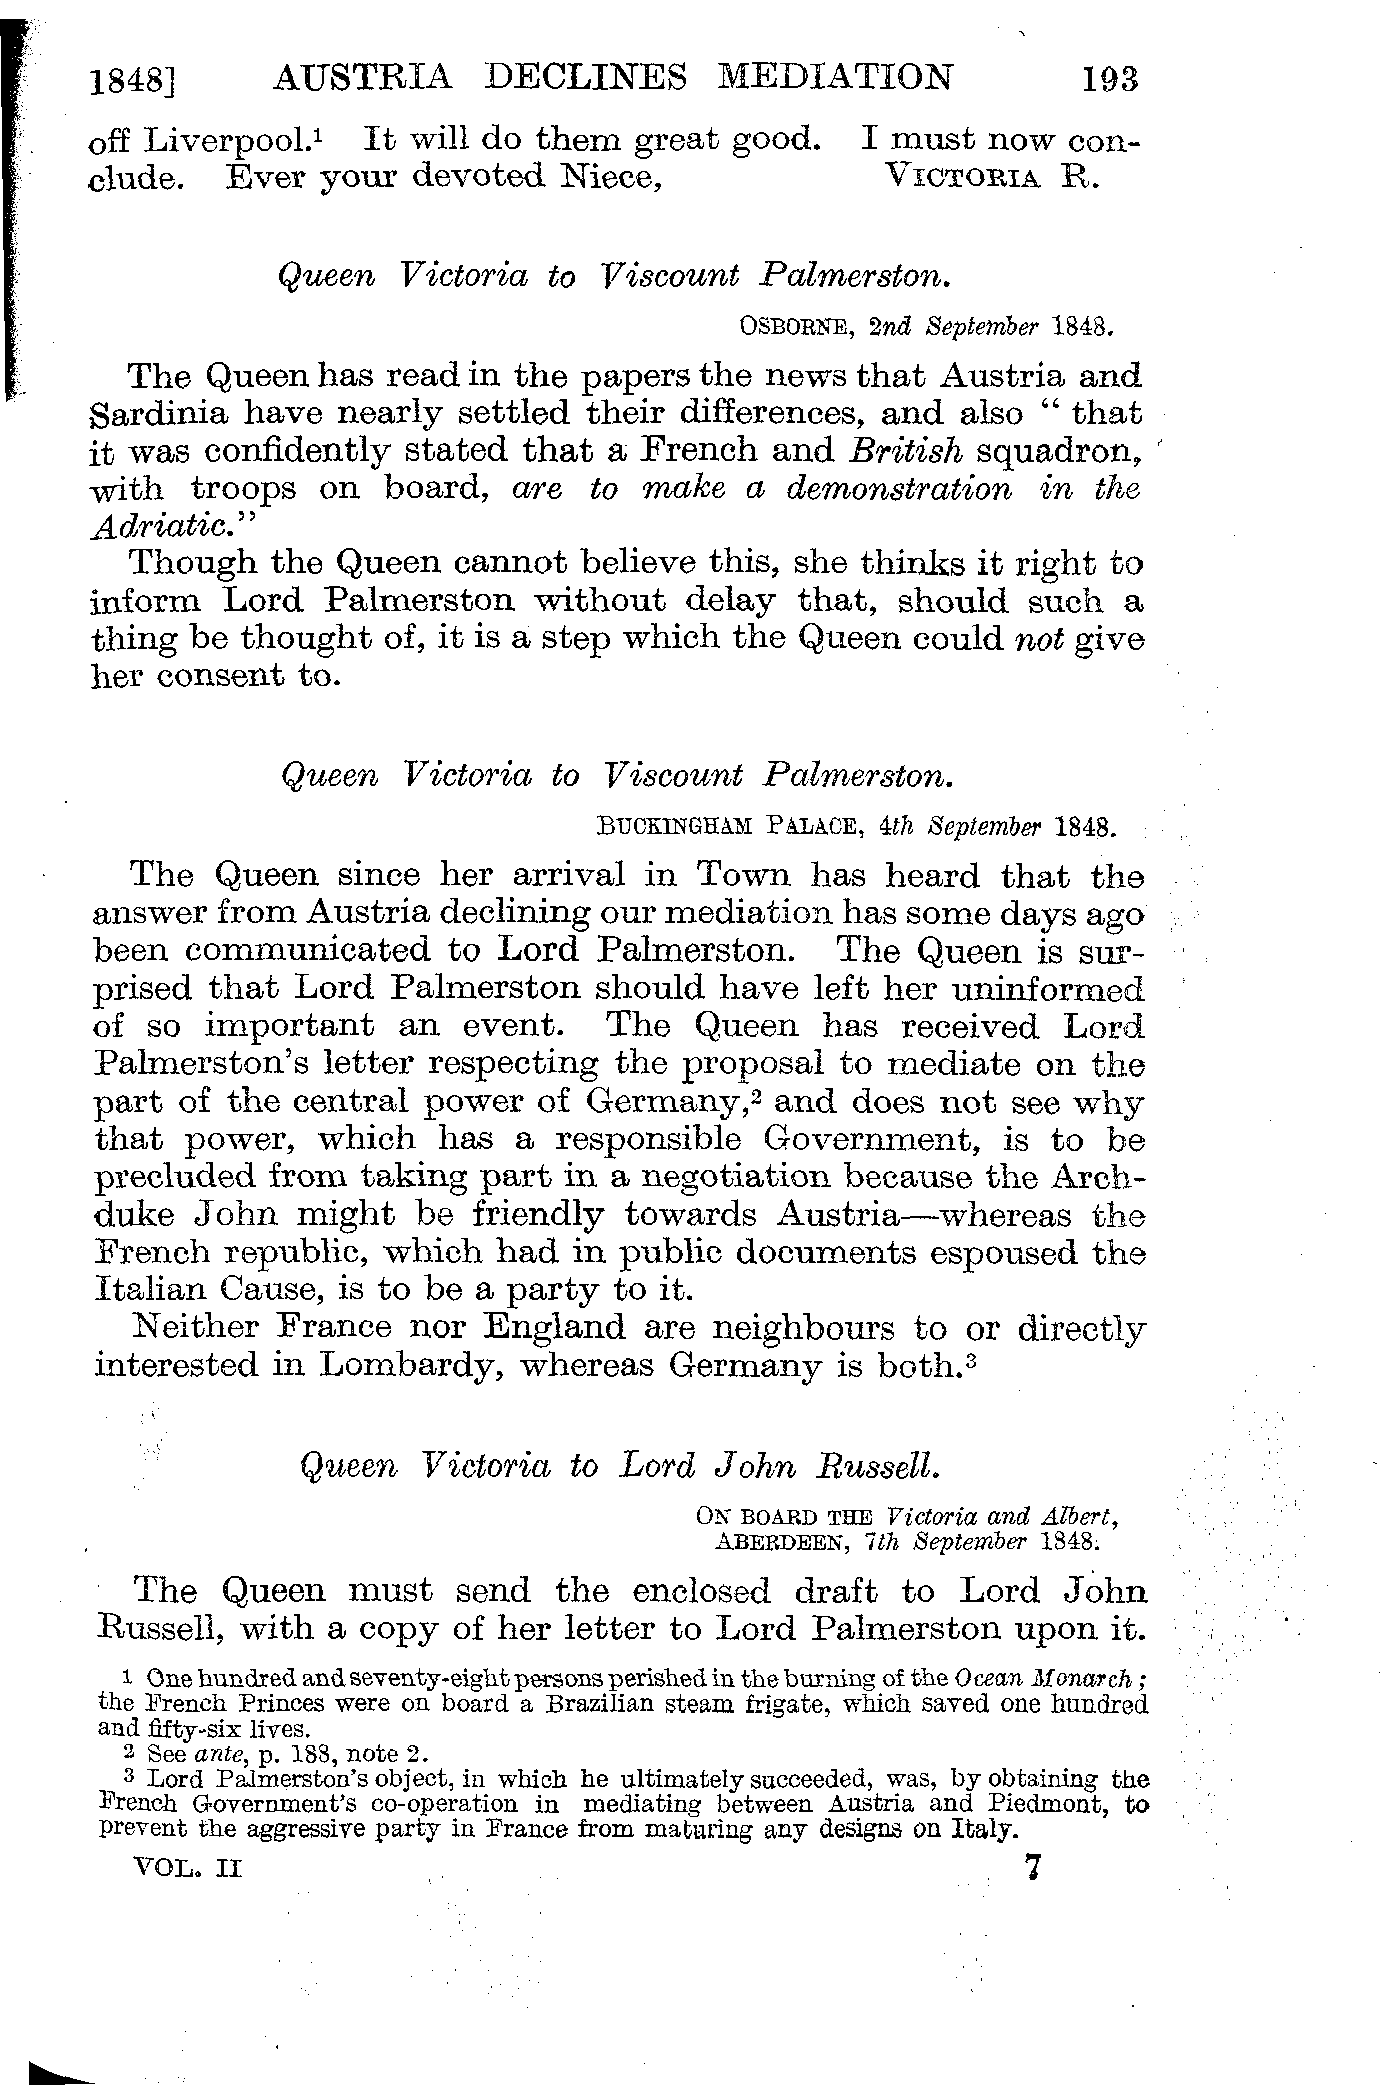 1848] AUSTRIA DECLINES MEDIATION 193
off Liverpool.¹ It will do them great good. I must now con-
clude. Ever your devoted Niece, VICTORIA R.
Queen Victoria to Viscount Palmerston.
OSBORNE, 2nd September 1848.
The Queen has read in the papers the news that Austria and
Sardinia have nearly settled their differences, and also “ that
it was confidently stated that a French and British squadron,
with troops on board, are to make a demonstration in the
Adriatic.”
Though the Queen cannot believe this, she thinks it right to
inform Lord Palmerston without delay that, should such a
thing be thought of, it is a step which the Queen could not give
her consent to.
Queen Victoria to Viscount Palmerston.
BUCKINGHAM PALACE, 4th September 1848.
The Queen since her arrival in Town has heard that the
answer from Austria declining our mediation has some days ago
been communicated to Lord Palmerston. The Queen is sur-
prised that Lord Palmerston should have left her uninformed
of so important an event. The Queen has received Lord
Palmerston’s letter respecting the proposal to mediate on the
part of the central power of Germany,² and does not see why
that power, which has a responsible Government, is to be
precluded from taking part in a negotiation because the Arch-
duke John might be friendly towards Austria—whereas the
French republic, which had in public documents espoused the
Italian Cause, is to be a party to it.
Neither France nor England are neighbours to or directly
interested in Lombardy, whereas Germany is both.³
Queen Victoria to Lord John Russell.
ON BOARD THE Victoria and Albert,
ABERDEEN, 7th September 1848.
The Queen must send the enclosed draft to Lord John
Russell, with a copy of her letter to Lord Palmerston upon it.
1 One hundred and seventy-eight persons perished in the burning of the Ocean Monarch ;
the French Princes were on board a Brazilian steam frigate, which saved one hundred
and fifty-six lives.
2 See ante, p. 188, note 2.
3 Lord Palmerston’s object, in which he ultimately succeeded, was, by obtaining the
French Government’s co-operation in mediating between Austria and Piedmont, to
prevent the aggressive party in France from maturing any designs on Italy.
VOL. II 7